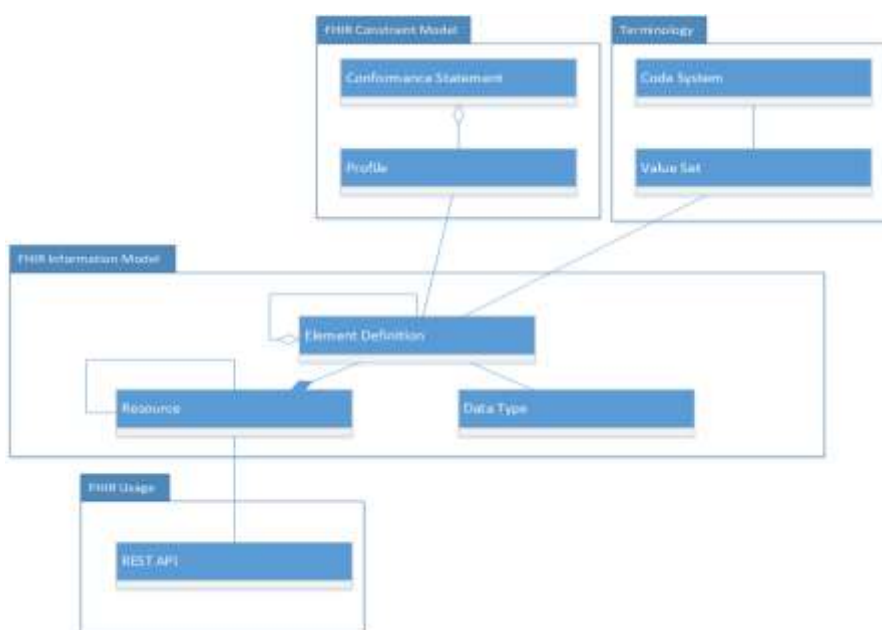 FHIR Constraint Model
Terminology
Conformance Statement
Code System
Profile
Value Set
FHIR Information Model
Element Definition
Resource
Data Type
FHIR Usage
REST API